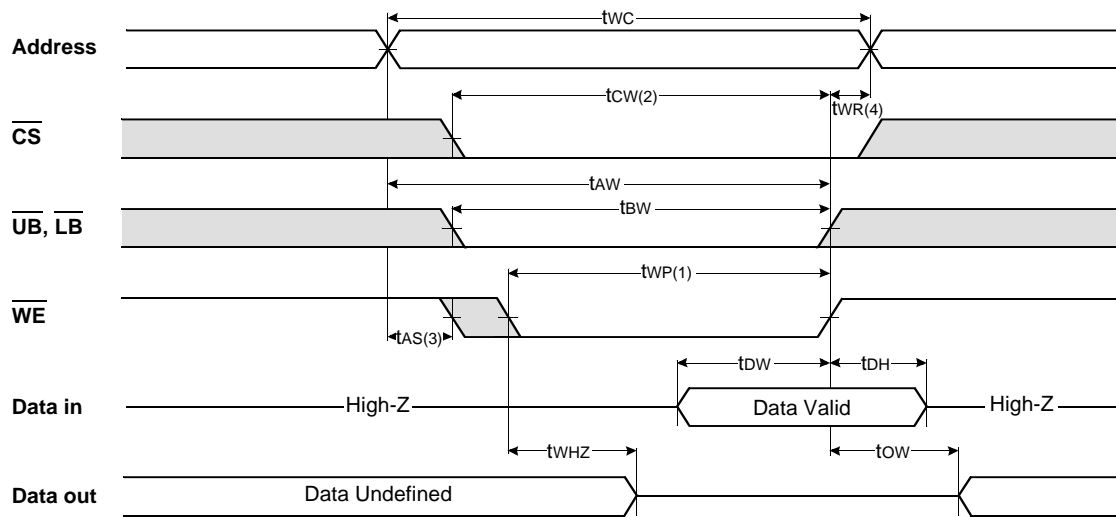 tWC
Address
tCW(2)
tWR(4)
CS
tAW
UB, LB
tBW
tWP(1)
WE
tAS(3)
tDW
tDH
Data in
High-Z
Data Valid
High-Z
tWHZ
tOW
Data out
Data Undefined